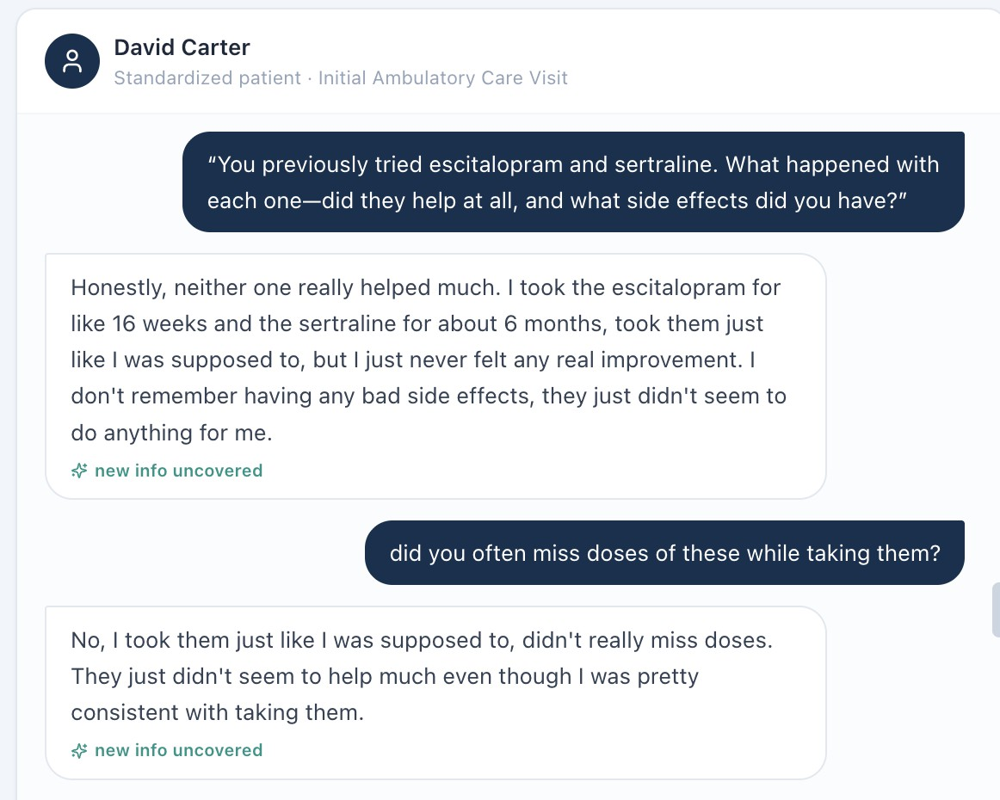 David Carter
Standardized patient · Initial Ambulatory Care Visit
“You previously tried escitalopram and sertraline. What happened with
each one—did they help at all, and what side effects did you have?”
Honestly, neither one really helped much. I took the escitalopram for
like 16 weeks and the sertraline for about 6 months, took them just
like I was supposed to, but I just never felt any real improvement. I
don't remember having any bad side effects, they just didn't seem to
do anything for me.
new info uncovered
did you often miss doses of these while taking them?
No, I took them just like I was supposed to, didn't really miss doses.
They just didn't seem to help much even though I was pretty
consistent with taking them.
new info uncovered